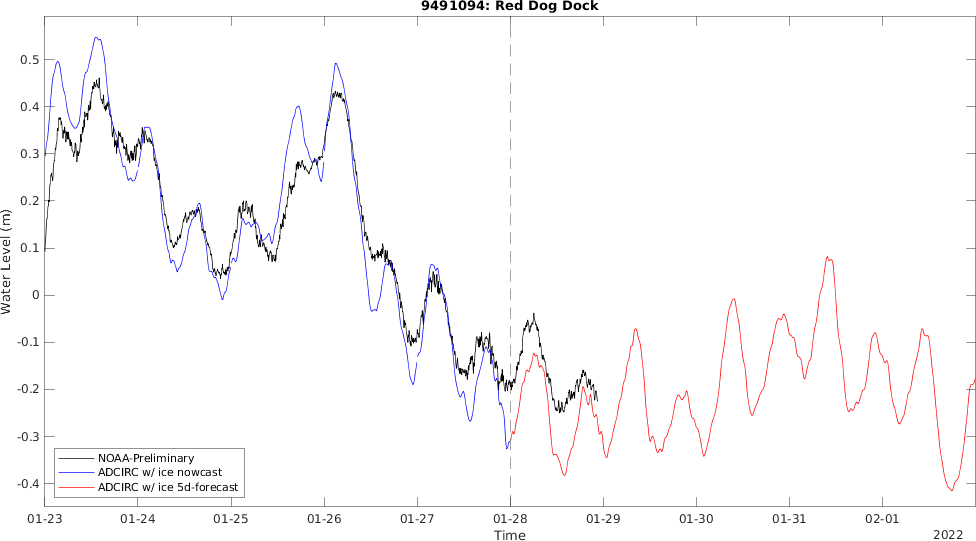 9491094: Red Dog Dock
Water Level (m)
0.5
0.4
0.3
0.2
0.1
0
-0.1
-0.2
-0.3
-0.4
NOAA-Preliminary
ADCIRC w/ ice nowcast
ADCIRC w/ ice 5d-forecast
01-23 01-24 01-25 01-26 01-27 01-28 01-29 01-30 01-31 02-01
Time
2022